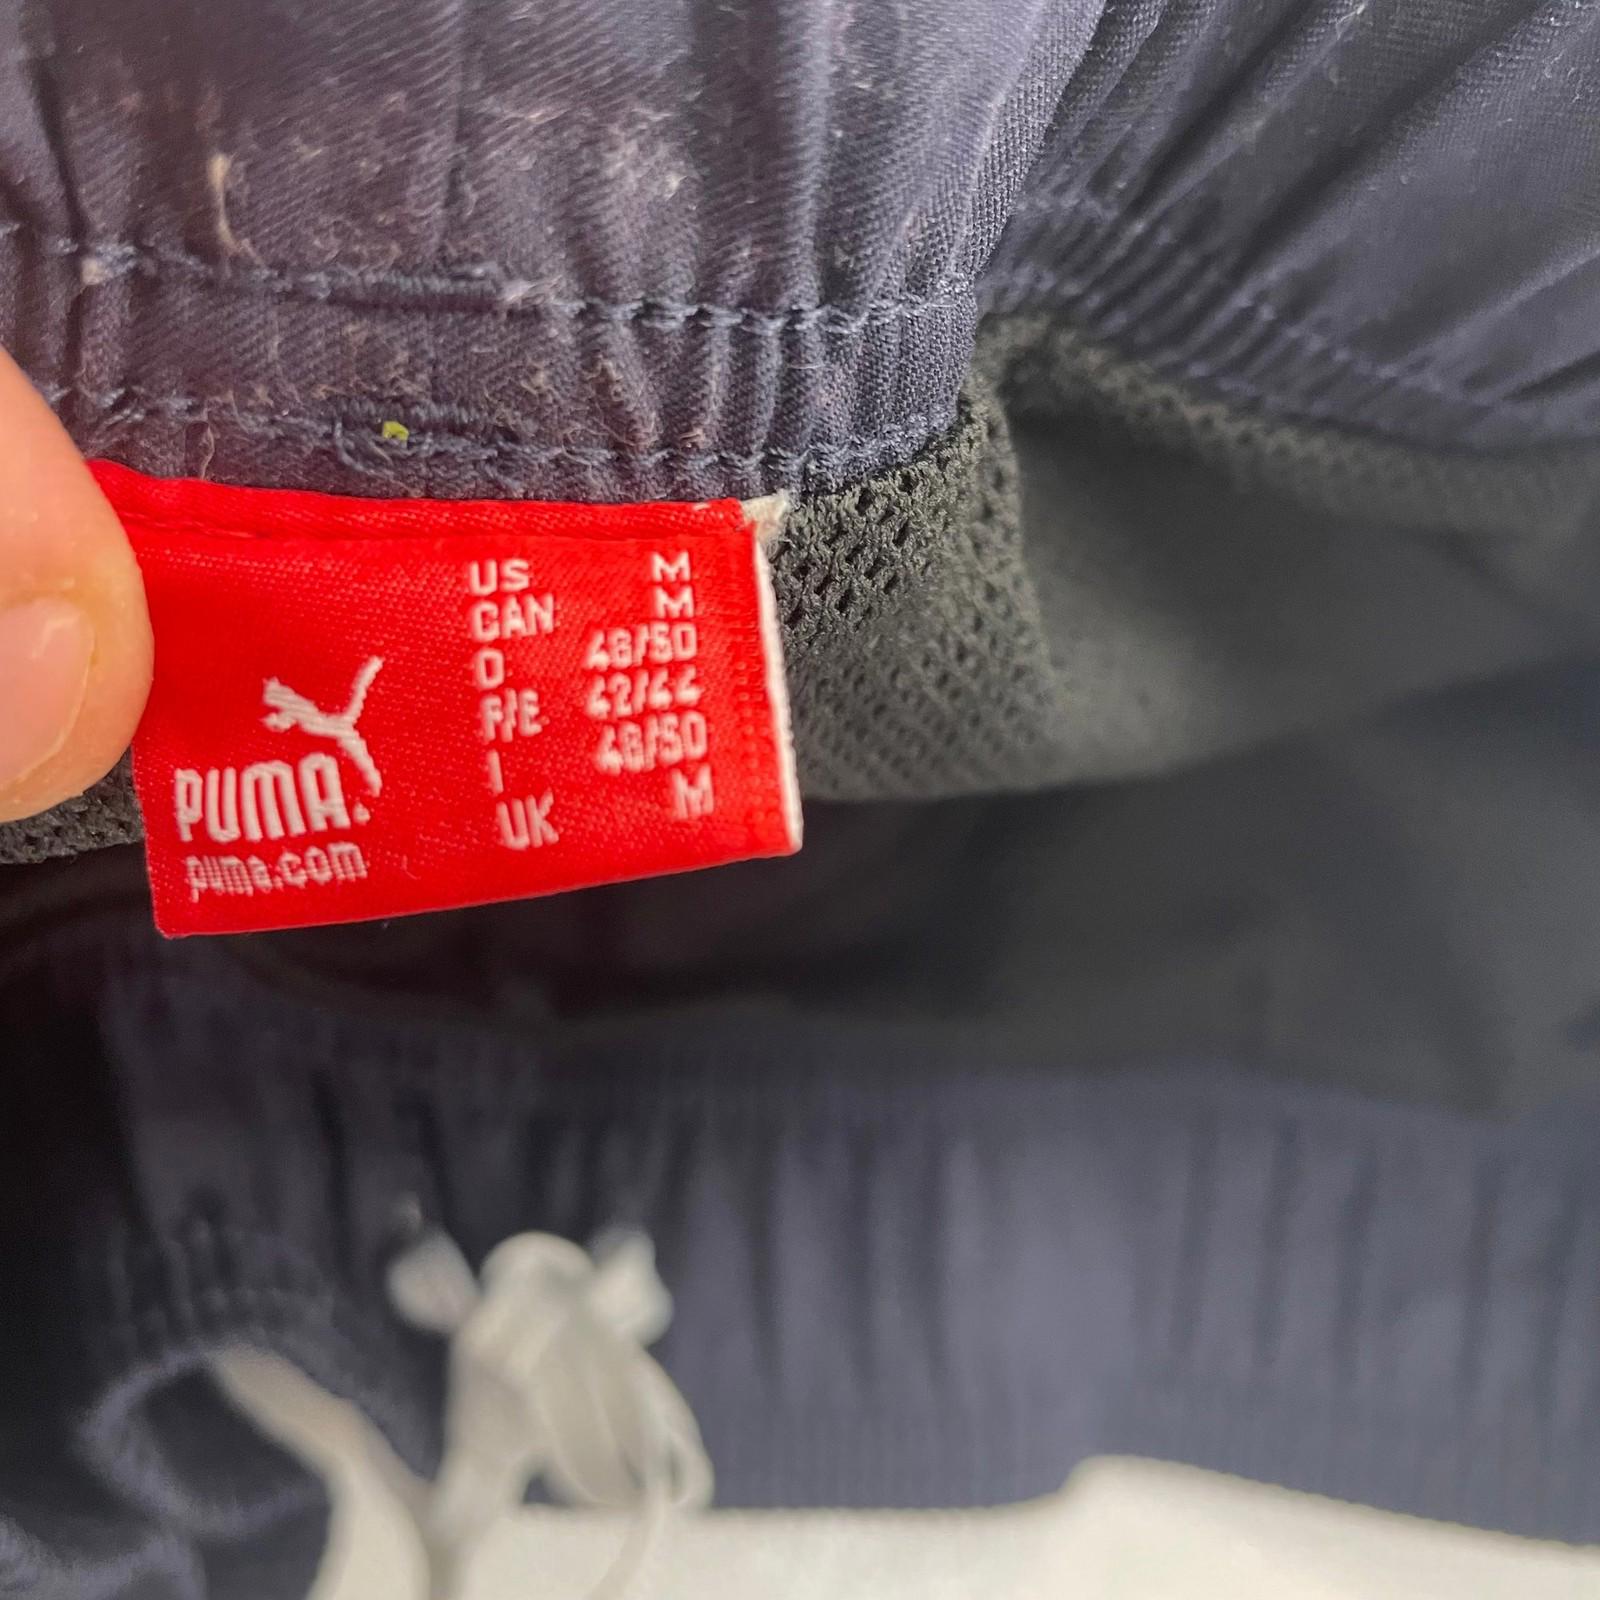 PUMA.
puma.com
US M
CAN M
D 48/50
F/E 42/44
I 48/50
UK M